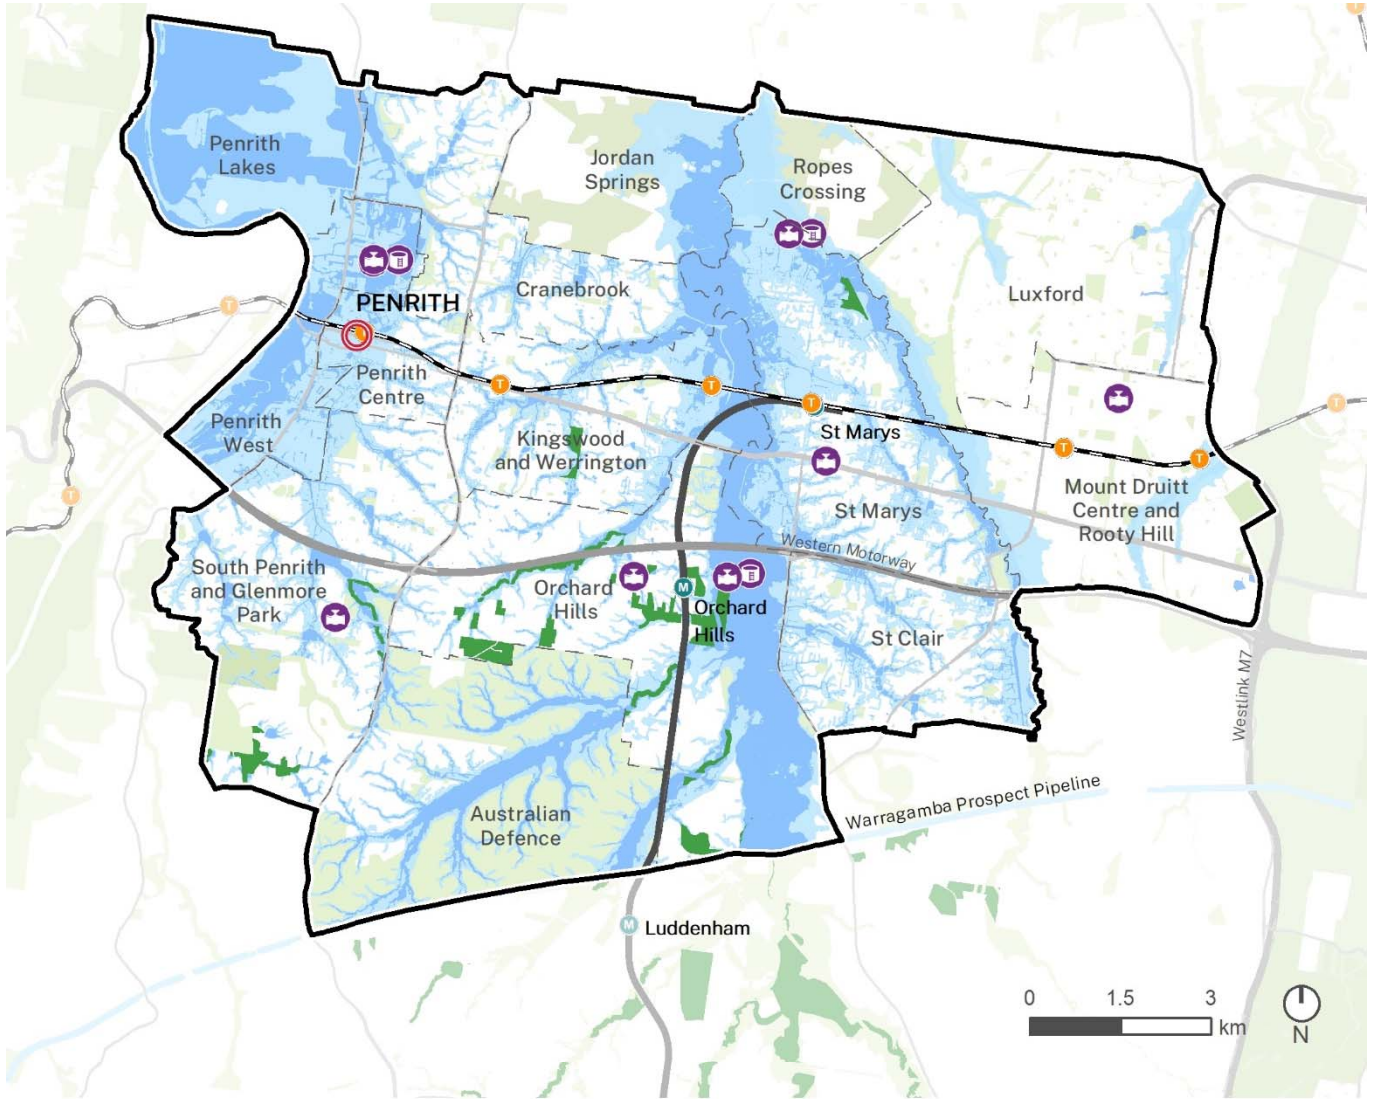 Penrith
Lakes
Jordan
Springs
Ropes
Crossing
PENRITH
Cranebrook
Luxford
T
T
Penrith
Centre
T
T
T
Penrith
West
Kingswood
and Werrington
St Marys
T
T
T
Mount Druitt
Centre and
Rooty Hill
St Marys
Western Motorway
South Penrith
and Glenmore
Park
Orchard
Hills
M
Orchard
Hills
St Clair
Westlink M7
Australian
Defence
Warragamba Prospect Pipeline
M
Luddenham
0 1.5 3
km
N